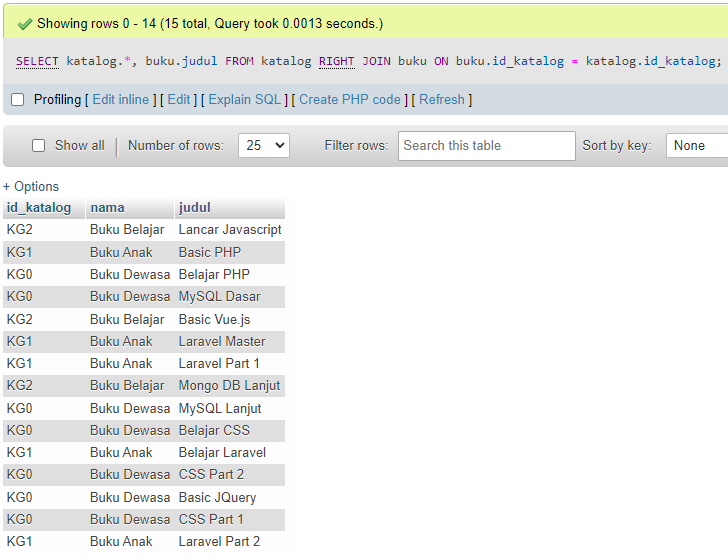 Showing rows 0 - 14 (15 total, Query took 0.0013 seconds.)
SELECT katalog.*, buku.judul FROM katalog RIGHT JOIN buku ON buku.id_katalog = katalog.id_katalog;
Profiling [ Edit inline ] [ Edit ] [ Explain SQL ] [ Create PHP code ] [ Refresh ]
Show all Number of rows: 25 Filter rows: Search this table Sort by key: None
+ Options
id_katalog nama judul
KG2 Buku Belajar Lancar Javascript
KG1 Buku Anak Basic PHP
KG0 Buku Dewasa Belajar PHP
KG0 Buku Dewasa MySQL Dasar
KG2 Buku Belajar Basic Vue.js
KG1 Buku Anak Laravel Master
KG1 Buku Anak Laravel Part 1
KG2 Buku Belajar Mongo DB Lanjut
KG0 Buku Dewasa MySQL Lanjut
KG0 Buku Dewasa Belajar CSS
KG1 Buku Anak Belajar Laravel
KG0 Buku Dewasa CSS Part 2
KG0 Buku Dewasa Basic JQuery
KG0 Buku Dewasa CSS Part 1
KG1 Buku Anak Laravel Part 2